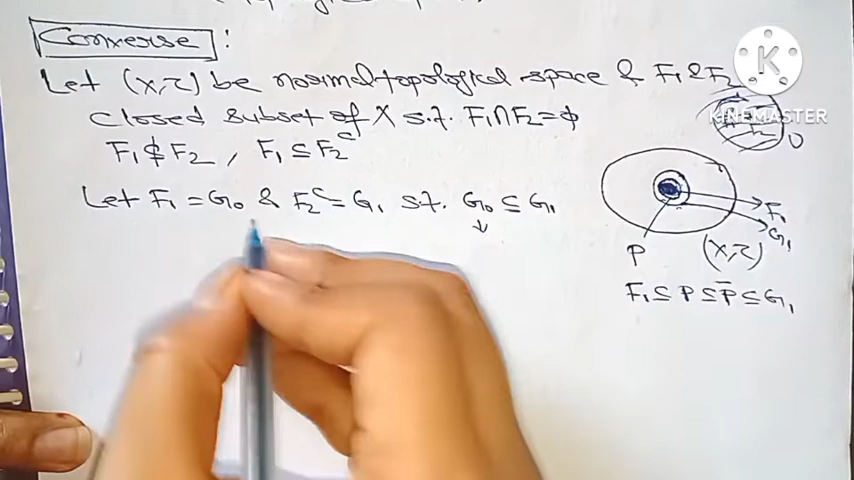 Converse :
Let (X,τ) be normal topological space & F₁ & F₂
closed subset of X s.t. F₁∩F₂=ϕ
F₁⊈F₂ , F₁⊆F₂ᶜ
Let F₁ = G₀ & F₂ᶜ = G₁ s.t. G₀ ⊆ G₁
↓
K
KINEMASTER
U
F₁
G₁
P
(X,τ)
F₁ ⊆ P ⊆ P̄ ⊆ G₁